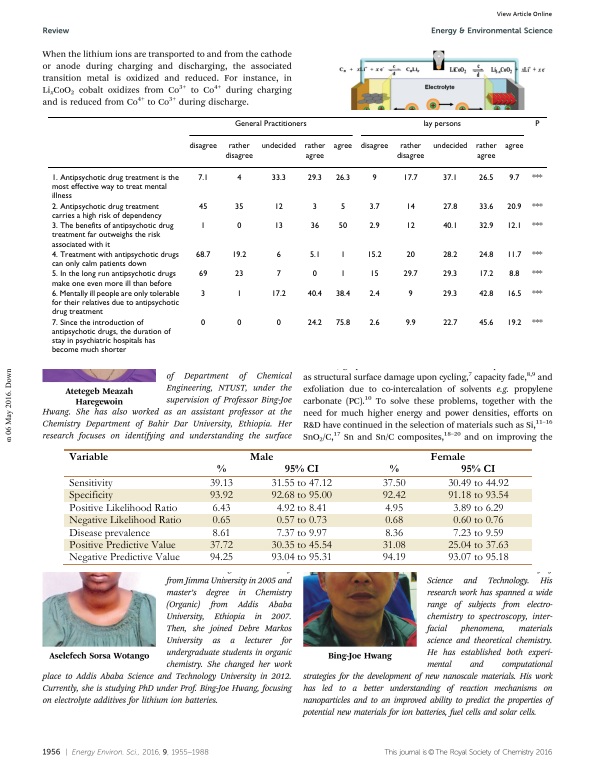 View Article Online
Review
Energy & Environmental Science
When the lithium ions are transported to and from the cathode
or anode during charging and discharging, the associated
transition metal is oxidized and reduced. For instance, in
LixCoO2 cobalt oxidizes from Co3+ to Co4+ during charging
and is reduced from Co4+ to Co3+ during discharge.
Electrolyte
General Practitioners lay persons P
disagree rather disagree undecided rather agree agree disagree rather disagree undecided rather agree agree
1. Antipsychotic drug treatment is the 7.1 4 33.3 29.3 26.3 9 17.7 37.1 26.5 9.7 ***
most effective way to treat mental
illness
2. Antipsychotic drug treatment 45 35 12 3 5 3.7 14 27.8 33.6 20.9 ***
carries a high risk of dependency
3. The benefits of antipsychotic drug 1 0 13 36 50 2.9 12 40.1 32.9 12.1 ***
treatment far outweighs the risk
associated with it
4. Treatment with antipsychotic drugs 68.7 19.2 6 5.1 1 15.2 20 28.2 24.8 11.7 ***
can only calm patients down
5. In the long run antipsychotic drugs 69 23 7 0 1 15 29.7 29.3 17.2 8.8 ***
make one even more ill than before
6. Mentally ill people are only tolerable 3 1 17.2 40.4 38.4 2.4 9 29.3 42.8 16.5 ***
for their relatives due to antipsychotic
drug treatment
7. Since the introduction of 0 0 0 24.2 75.8 2.6 9.9 22.7 45.6 19.2 ***
antipsychotic drugs, the duration of
stay in psychiatric hospitals has
become much shorter
Atetegeb Meazah
Haregewoin
of Department of Chemical
Engineering, NTUST, under the
supervision of Professor Bing-Joe
Hwang. She has also worked as an assistant professor at the
Chemistry Department of Bahir Dar University, Ethiopia. Her
research focuses on identifying and understanding the surface
as structural surface damage upon cycling,7 capacity fade,8,9 and
exfoliation due to co-intercalation of solvents e.g. propylene
carbonate (PC).10 To solve these problems, together with the
need for much higher energy and power densities, efforts on
R&D have continued in the selection of materials such as Si,11–16
SnO2/C,17 Sn and Sn/C composites,18–20 and on improving the
Variable Male Female
% 95% CI % 95% CI
Sensitivity 39.13 31.55 to 47.12 37.50 30.49 to 44.92
Specificity 93.92 92.68 to 95.00 92.42 91.18 to 93.54
Positive Likelihood Ratio 6.43 4.92 to 8.41 4.95 3.89 to 6.29
Negative Likelihood Ratio 0.65 0.57 to 0.73 0.68 0.60 to 0.76
Disease prevalence 8.61 7.37 to 9.97 8.36 7.23 to 9.59
Positive Predictive Value 37.72 30.35 to 45.54 31.08 25.04 to 37.63
Negative Predictive Value 94.25 93.04 to 95.31 94.19 93.07 to 95.18
Aselefech Sorsa Wotango
from Jimma University in 2005 and
master's degree in Chemistry
(Organic) from Addis Ababa
University, Ethiopia in 2007.
Then, she joined Debre Markos
University as a lecturer for
undergraduate students in organic
chemistry. She changed her work
place to Addis Ababa Science and Technology University in 2012.
Currently, she is studying PhD under Prof. Bing-Joe Hwang, focusing
on electrolyte additives for lithium ion batteries.
Bing-Joe Hwang
Science and Technology. His
research work has spanned a wide
range of subjects from electro-
chemistry to spectroscopy, inter-
facial phenomena, materials
science and theoretical chemistry.
He has established both experi-
mental and computational
strategies for the development of new nanoscale materials. His work
has led to a better understanding of reaction mechanisms on
nanoparticles and to an improved ability to predict the properties of
potential new materials for ion batteries, fuel cells and solar cells.
1956 | Energy Environ. Sci., 2016, 9, 1955–1988
This journal is © The Royal Society of Chemistry 2016
06 May 2016. Down